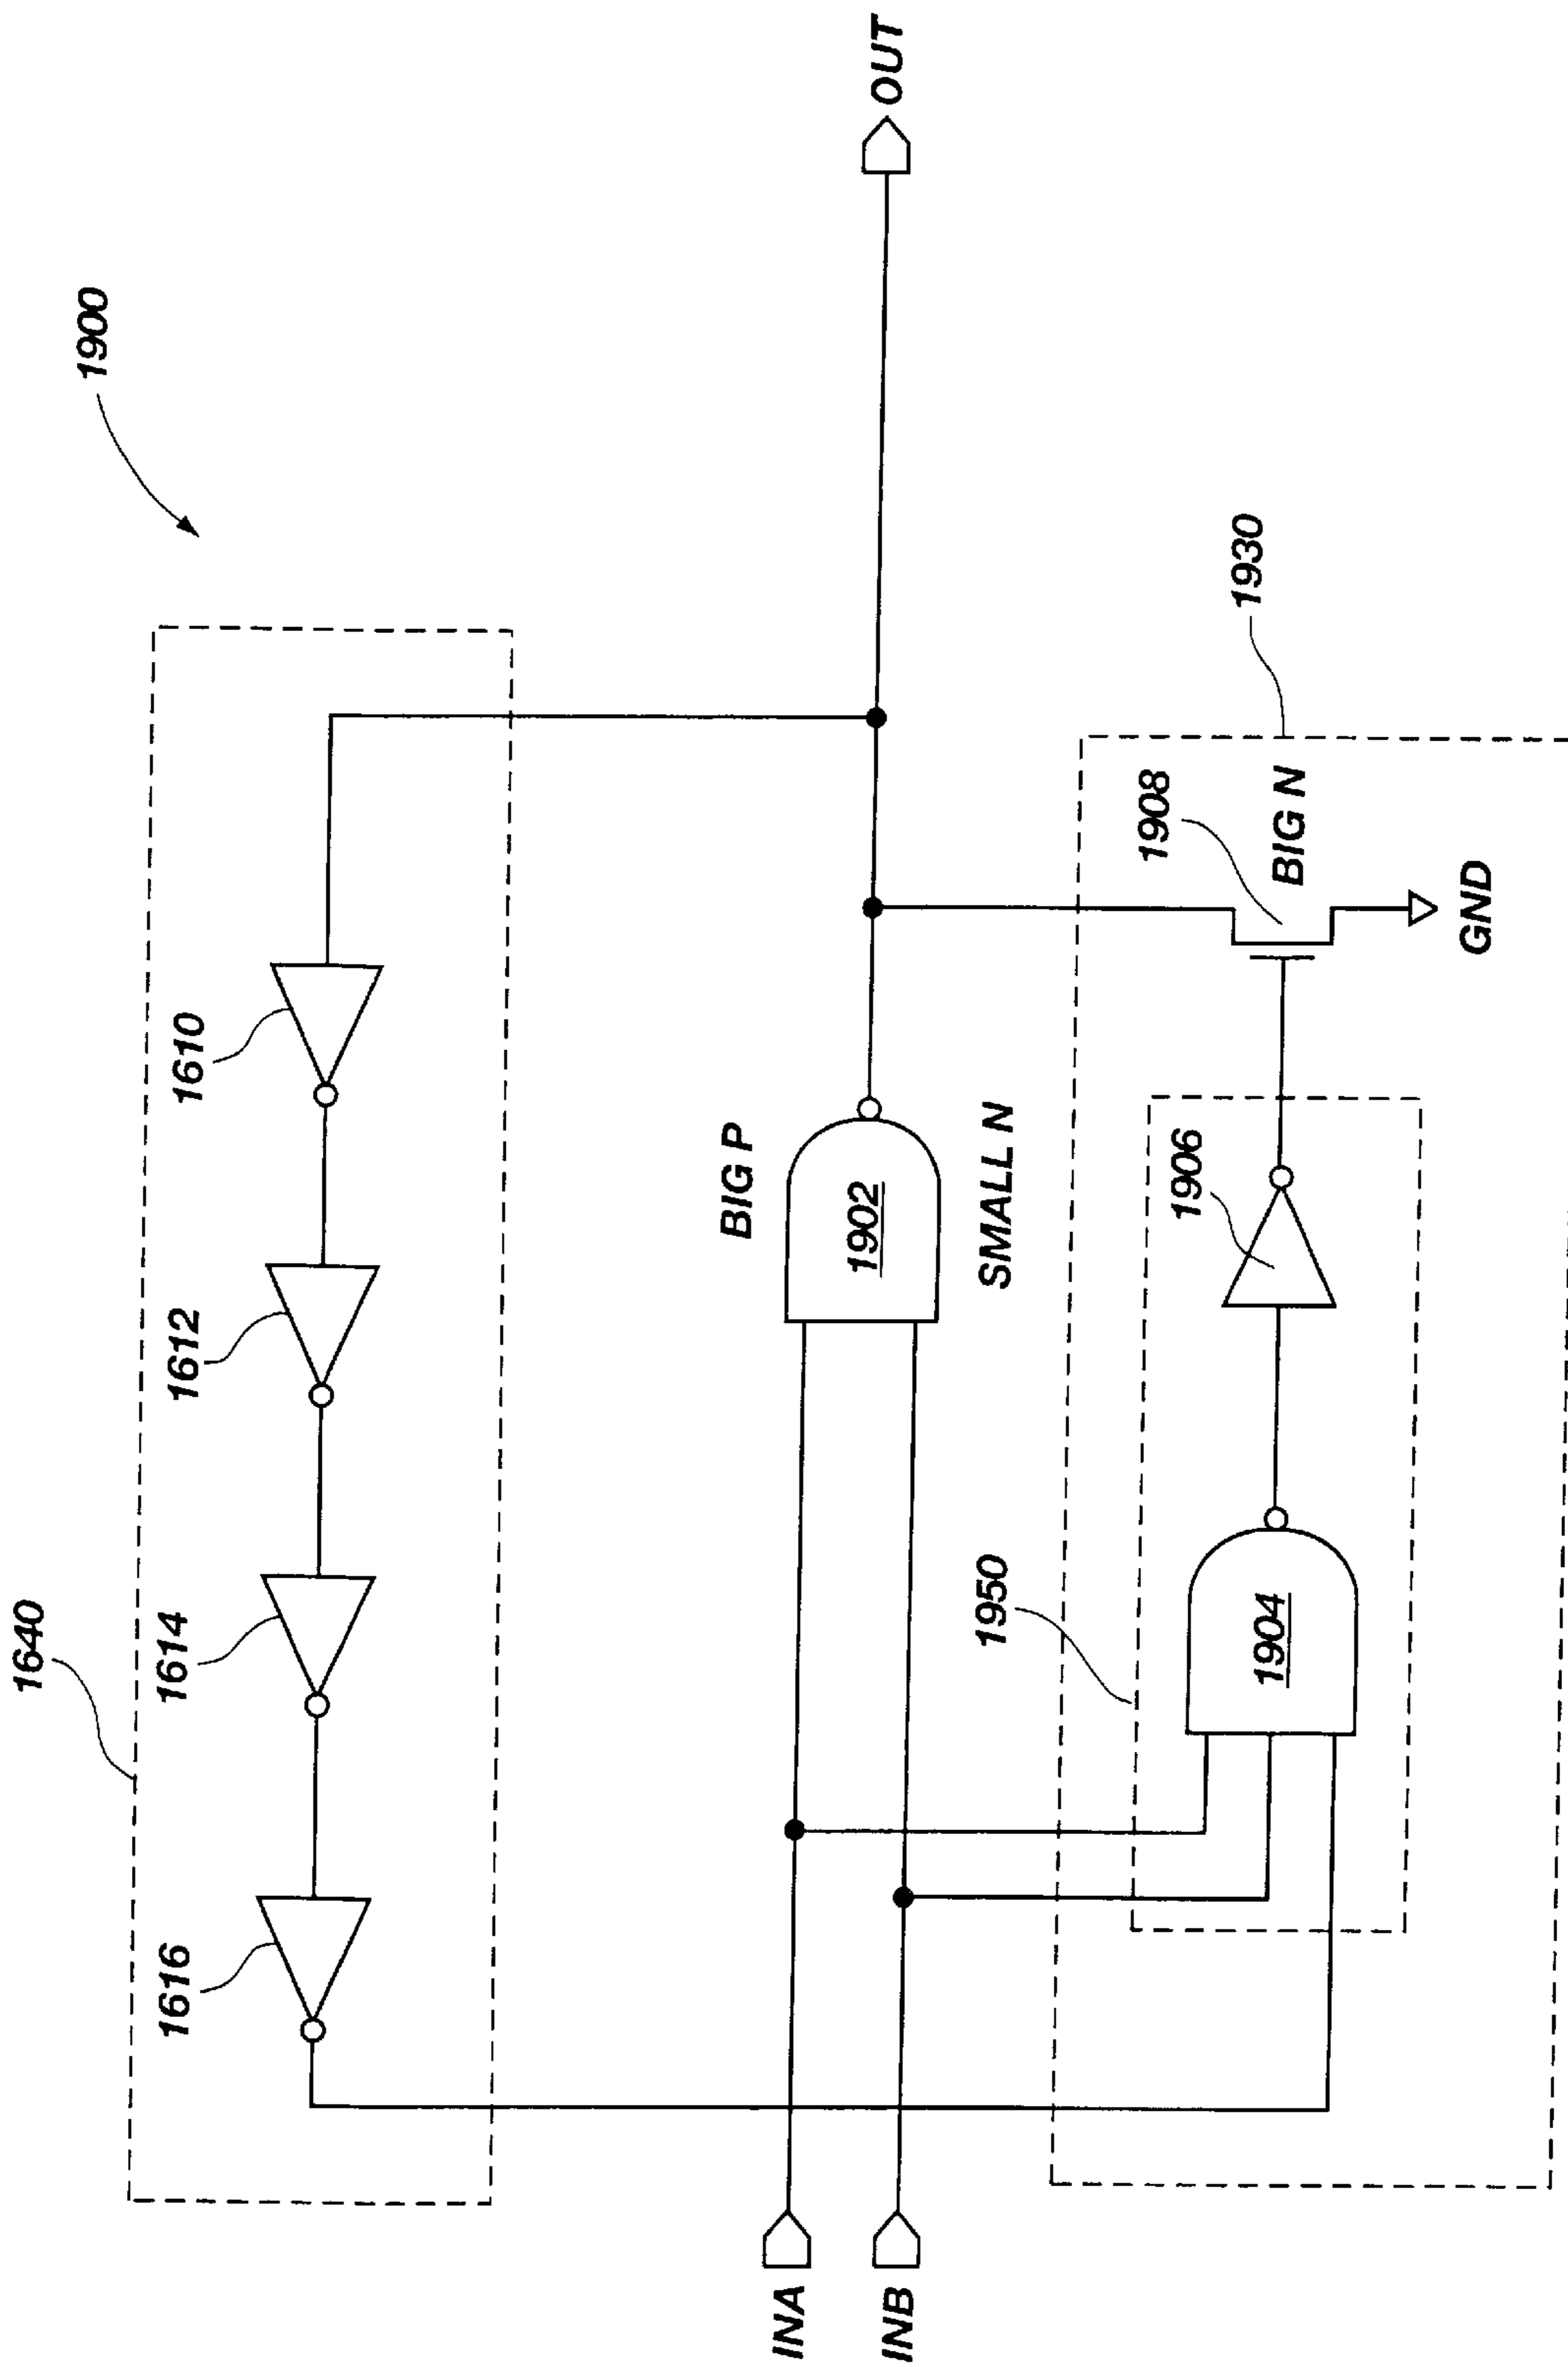 1900
1640
1616
1614
1612
1610
BIG P
1902
SMALL N
INA
INB
OUT
1950
1904
1906
1908
BIG N
1930
GND